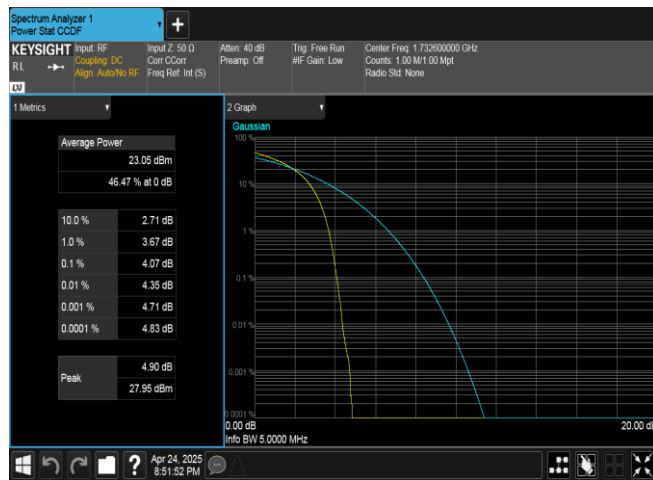 Spectrum Analyzer 1
Power Stat CCDF
KEYSIGHT
RL
LXI
Input: RF
Coupling: DC
Align: Auto/No RF
Input Z: 50 Ω
Corr CCorr
Freq Ref: Int (S)
Atten: 40 dB
Preamp: Off
Trig: Free Run
#IF Gain: Low
Center Freq: 1.732600000 GHz
Counts: 1.00 M/1.00 Mpt
Radio Std: None
1 Metrics
Average Power
23.05 dBm
46.47 % at 0 dB
10.0 % 2.71 dB
1.0 % 3.67 dB
0.1 % 4.07 dB
0.01 % 4.35 dB
0.001 % 4.71 dB
0.0001 % 4.83 dB
Peak
4.90 dB
27.95 dBm
2 Graph
Gaussian
100 %
10 %
1 %
0.1 %
0.01 %
0.001 %
0.0001 %
0.00 dB
20.00 dB
Info BW 5.0000 MHz
?
Apr 24, 2025
8:51:52 PM